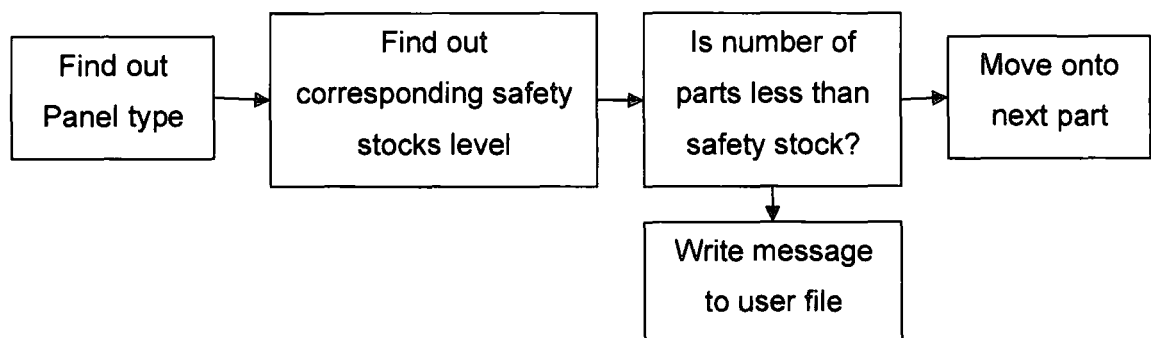 Find out
Panel type
Find out
corresponding safety
stocks level
Is number of
parts less than
safety stock?
Move onto
next part
Write message
to user file